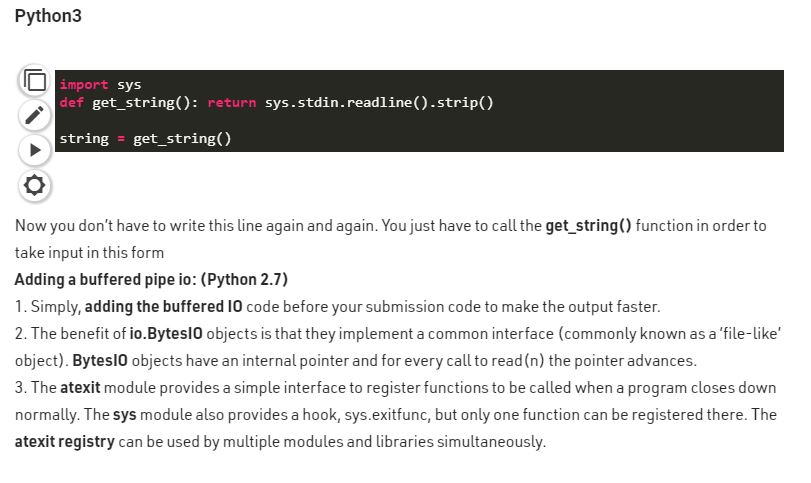 Python3
import sys
def get_string(): return sys.stdin.readline().strip()
string = get_string()
Now you don't have to write this line again and again. You just have to call the get_string() function in order to
take input in this form
Adding a buffered pipe io: (Python 2.7)
1. Simply, adding the buffered IO code before your submission code to make the output faster.
2. The benefit of io.BytesIO objects is that they implement a common interface (commonly known as a 'file-like'
object). BytesIO objects have an internal pointer and for every call to read(n) the pointer advances.
3. The atexit module provides a simple interface to register functions to be called when a program closes down
normally. The sys module also provides a hook, sys.exitfunc, but only one function can be registered there. The
atexit registry can be used by multiple modules and libraries simultaneously.